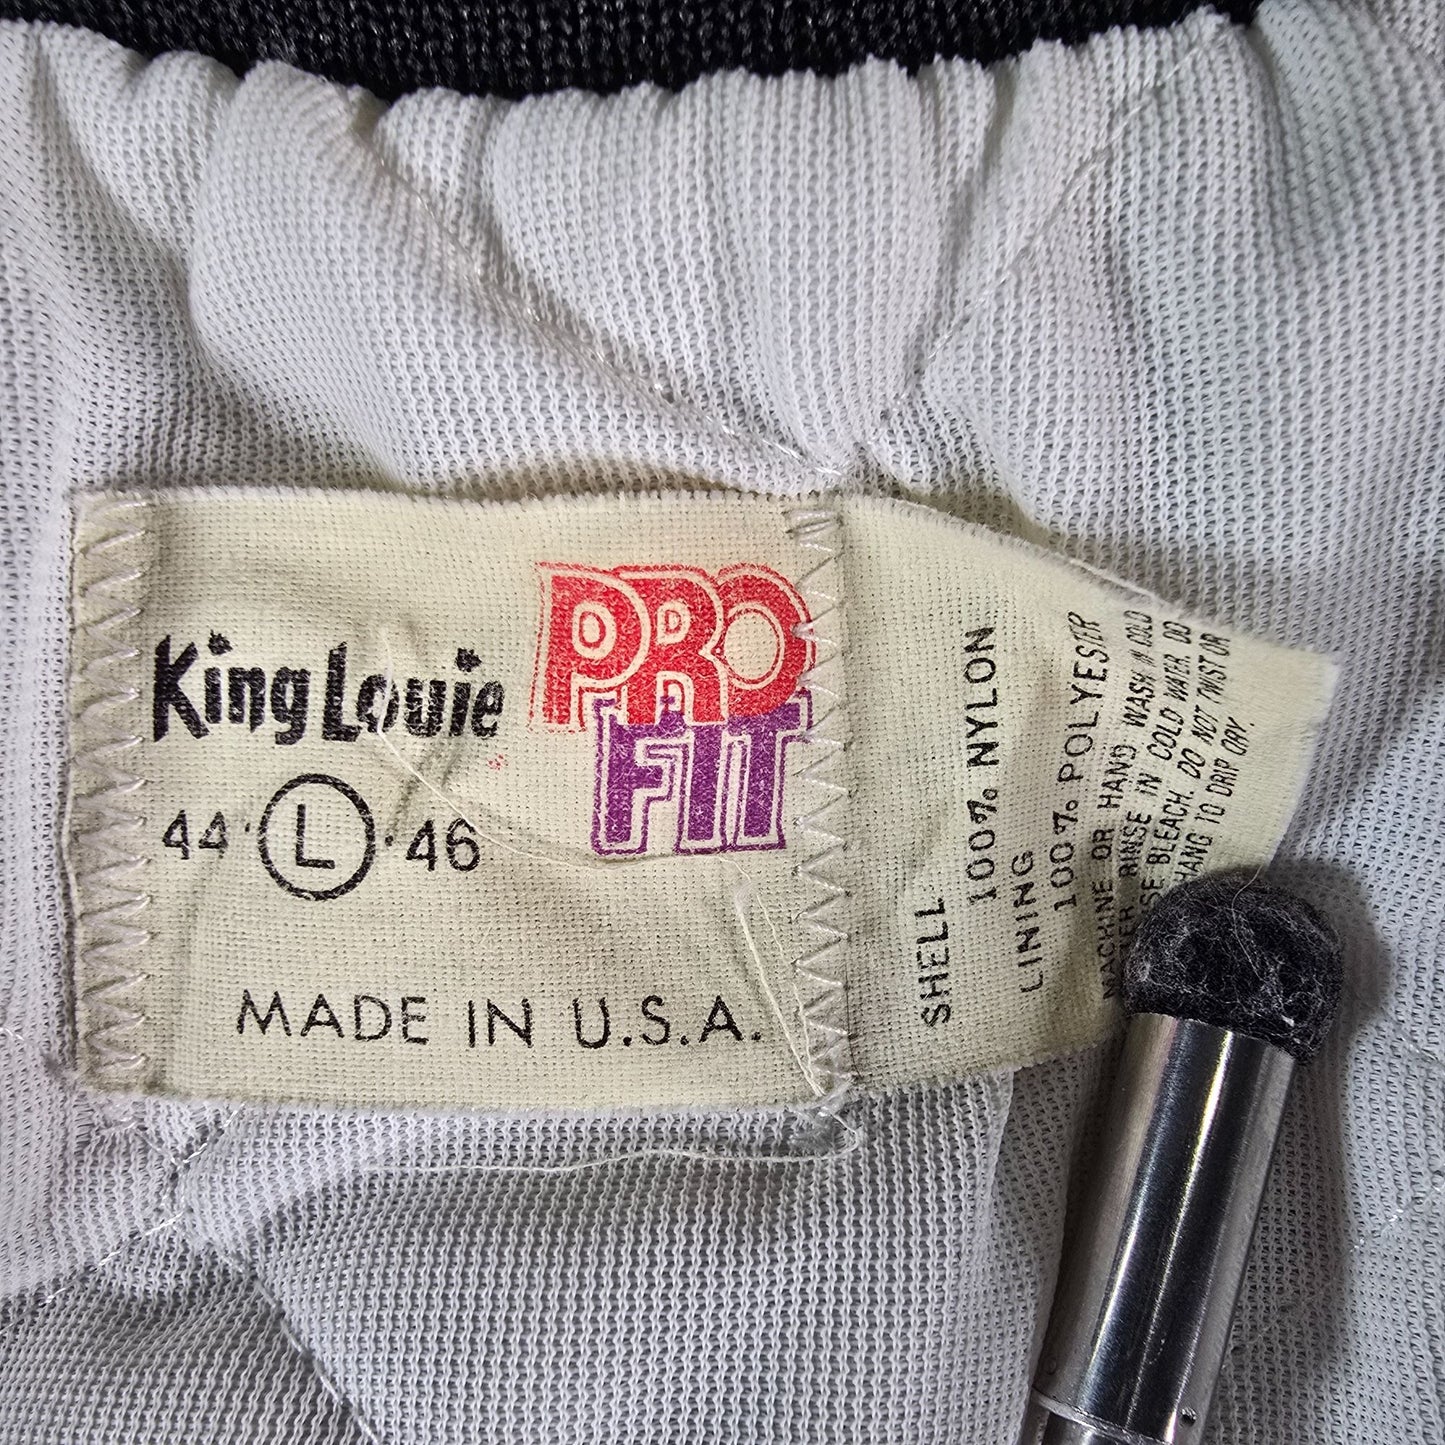 King Louie
PRO
FIT
44 · L · 46
MADE IN U.S.A.
SHELL
100% NYLON
LINING
100% POLYESTER
MACHINE OR HAND WASH IN COLD
RINSE IN COLD WATER. DO
BLEACH. DO NOT TWIST OR
HANG TO DRIP DRY.